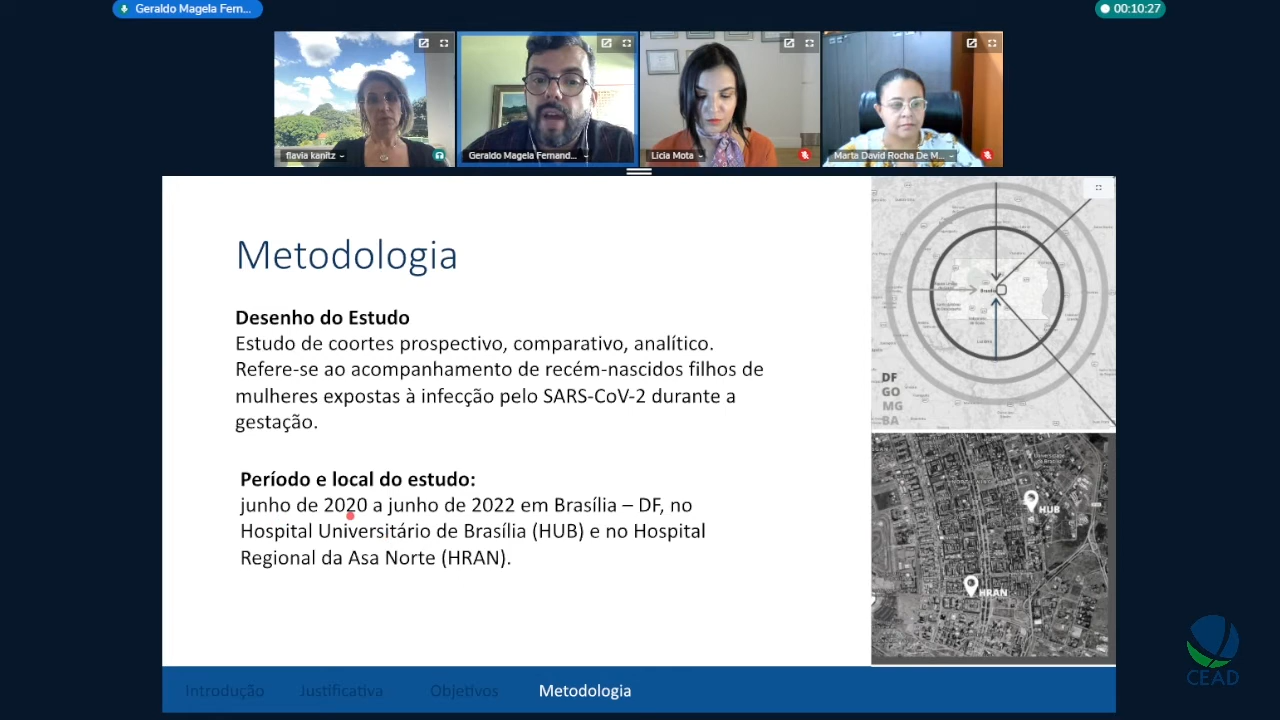 Geraldo Magela Fern...
00:10:27
flavia kanitz
Geraldo Magela Fernand...
Licia Mota
Marta David Rocha De M...
Metodologia
Desenho do Estudo
Estudo de coortes prospectivo, comparativo, analítico.
Refere-se ao acompanhamento de recém-nascidos filhos de
mulheres expostas à infecção pelo SARS-CoV-2 durante a
gestação.
Período e local do estudo:
junho de 2020 a junho de 2022 em Brasília – DF, no
Hospital Universitário de Brasília (HUB) e no Hospital
Regional da Asa Norte (HRAN).
DF
GO
MG
BA
HUB
HRAN
Introdução
Justificativa
Objetivos
Metodologia
CEAD